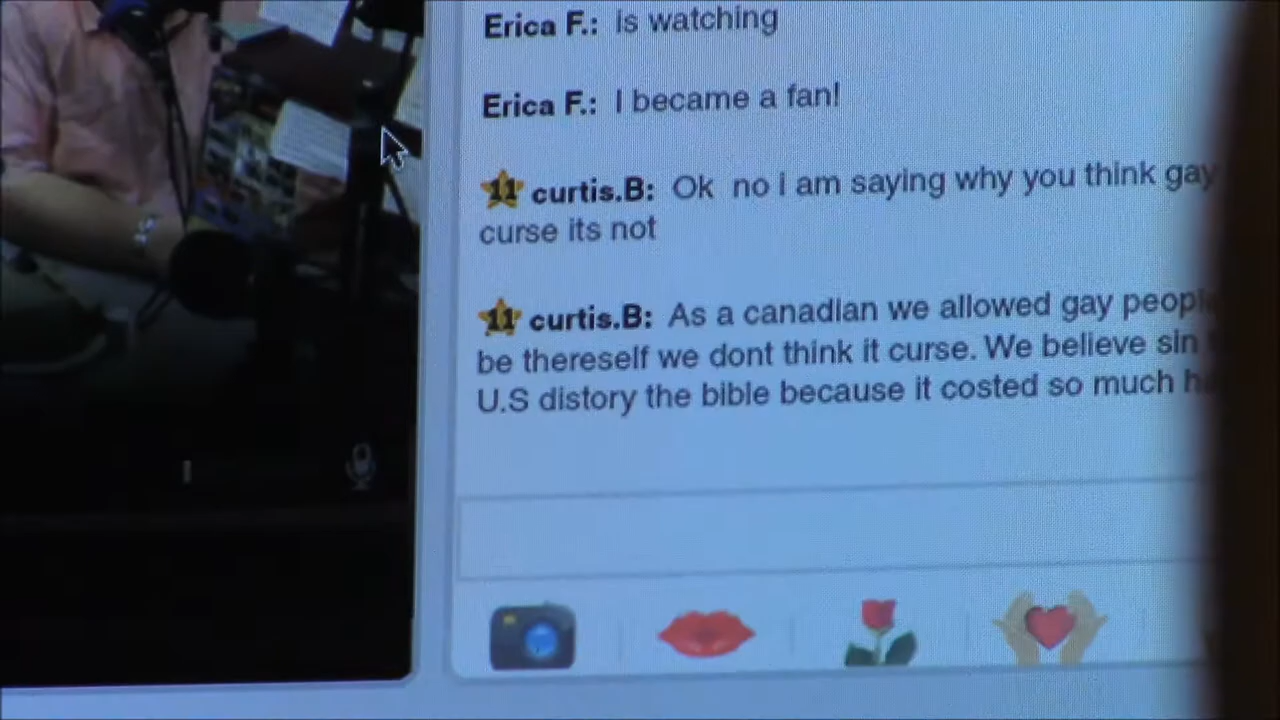 Erica F.: is watching
Erica F.: I became a fan!
11 curtis.B: Ok no i am saying why you think gay
curse its not
11 curtis.B: As a canadian we allowed gay
be thereself we dont think it curse. We believe sin
U.S distory the bible because it costed so much